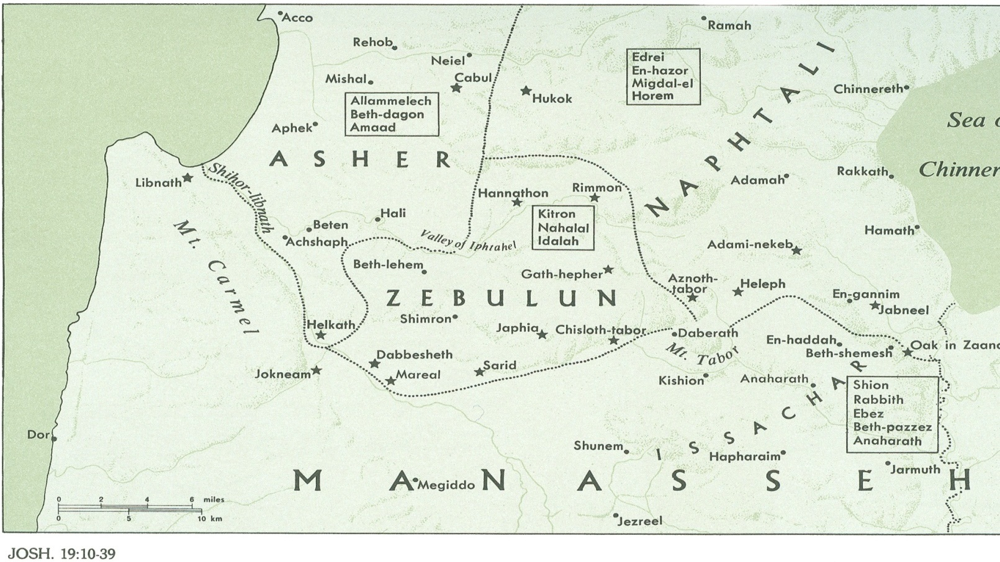 Acco
Ramah
Rehob
Neiel
Edrei
En-hazor
Migdal-el
Horem
Mishal
Cabul
Hukok
Chinnereth
Allammelech
Beth-dagon
Amaad
Aphek
Sea o
ASHER
NAPHTALI
Libnath
Shihor-libnath
Adamah
Rakkath
Chinner
Hannathon
Rimmon
Hali
Kitron
Nahalal
Idalah
Beten
Achshaph
Valley of Iphtahel
Hamath
Mt. Carmel
Adami-nekeb
Beth-lehem
Gath-hepher
Aznoth-
tabor
Heleph
En-gannim
Jabneel
ZEBULUN
Shimron
Helkath
Japhia
Chisloth-tabor
Daberath
Mt. Tabor
En-haddah
Beth-shemesh
Oak in Zaana
Dabbesheth
Mareal
Sarid
Jokneam
Kishion
Anaharath
ISSACHAR
Shion
Rabbith
Ebez
Beth-pazzez
Anaharath
Dor
Shunem
Hapharaim
Jarmuth
MANASSEH
Megiddo
0 2 4 6 miles
0 5 10 km
Jezreel
JOSH. 19:10-39